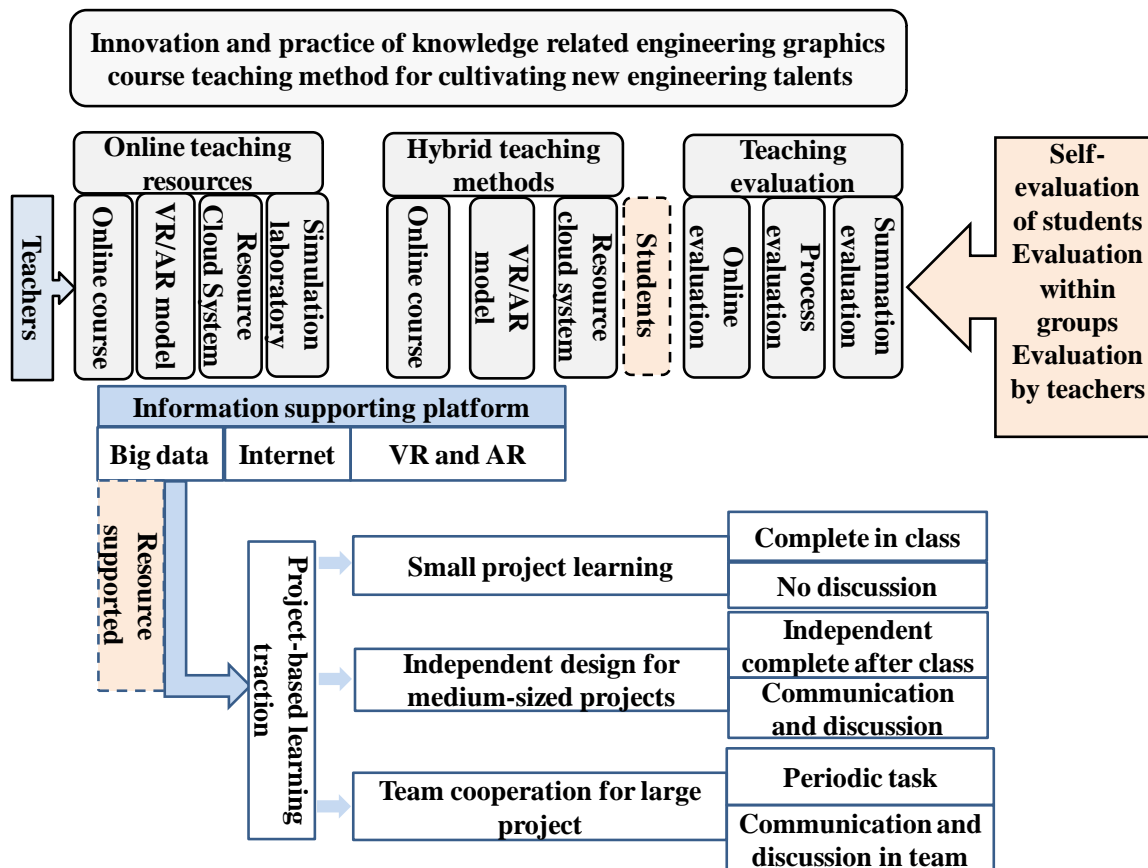 Innovation and practice of knowledge related engineering graphics
course teaching method for cultivating new engineering talents
Online teaching
resources
Hybrid teaching
methods
Teaching
evaluation
Teachers
Online course
VR/AR model
Resource
Cloud System
Simulation
laboratory
Online course
VR/AR
model
Resource
cloud system
Students
Online
evaluation
Process
evaluation
Summation
evaluation
Self-
evaluation
of students
Evaluation
within
groups
Evaluation
by teachers
Information supporting platform
Big data
Internet
VR and AR
Resource
supported
Project-based learning
traction
Small project learning
Complete in class
No discussion
Independent design for
medium-sized projects
Independent
complete after class
Communication
and discussion
Team cooperation for large
project
Periodic task
Communication and
discussion in team